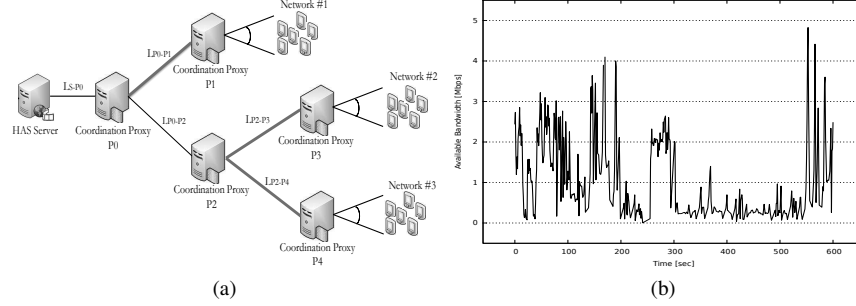 Network #1
LP0-P1
Coordination Proxy
P1
LS-P0
HAS Server
Coordination Proxy
P0
LP0-P2
Network #2
LP2-P3
Coordination Proxy
P3
Coordination Proxy
P2
LP2-P4
Network #3
Coordination Proxy
P4
(a)
Available Bandwidth [Mbps]
5
4
3
2
1
0
0
100
200
300
400
500
600
Time [sec]
(b)